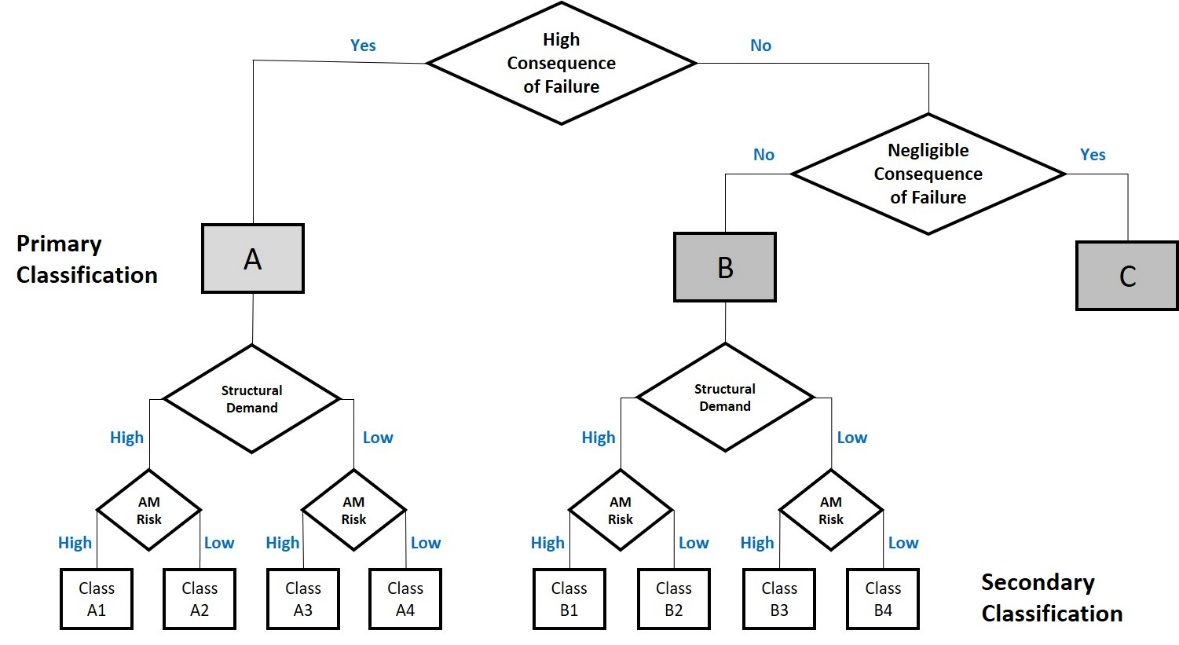 High
Consequence
of Failure
Yes
No
Negligible
Consequence
of Failure
No
Yes
Primary
Classification
A
B
C
Structural
Demand
Structural
Demand
High
Low
High
Low
AM
Risk
AM
Risk
AM
Risk
AM
Risk
High
Low
High
Low
High
Low
High
Low
Class
A1
Class
A2
Class
A3
Class
A4
Class
B1
Class
B2
Class
B3
Class
B4
Secondary
Classification